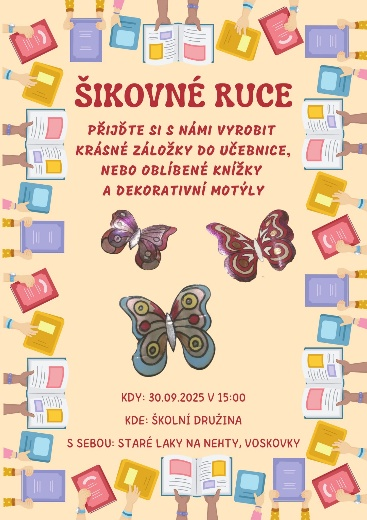 ŠIKOVNÉ RUCE
PŘIJĎTE SI S NÁMI VYROBIT
KRÁSNÉ ZÁLOŽKY DO UČEBNICE,
NEBO OBLÍBENÉ KNÍŽKY
A DEKORATIVNÍ MOTÝLY
KDY: 30.09.2025 V 15:00
KDE: ŠKOLNÍ DRUŽINA
S SEBOU: STARÉ LAKY NA NEHTY, VOSKOVKY